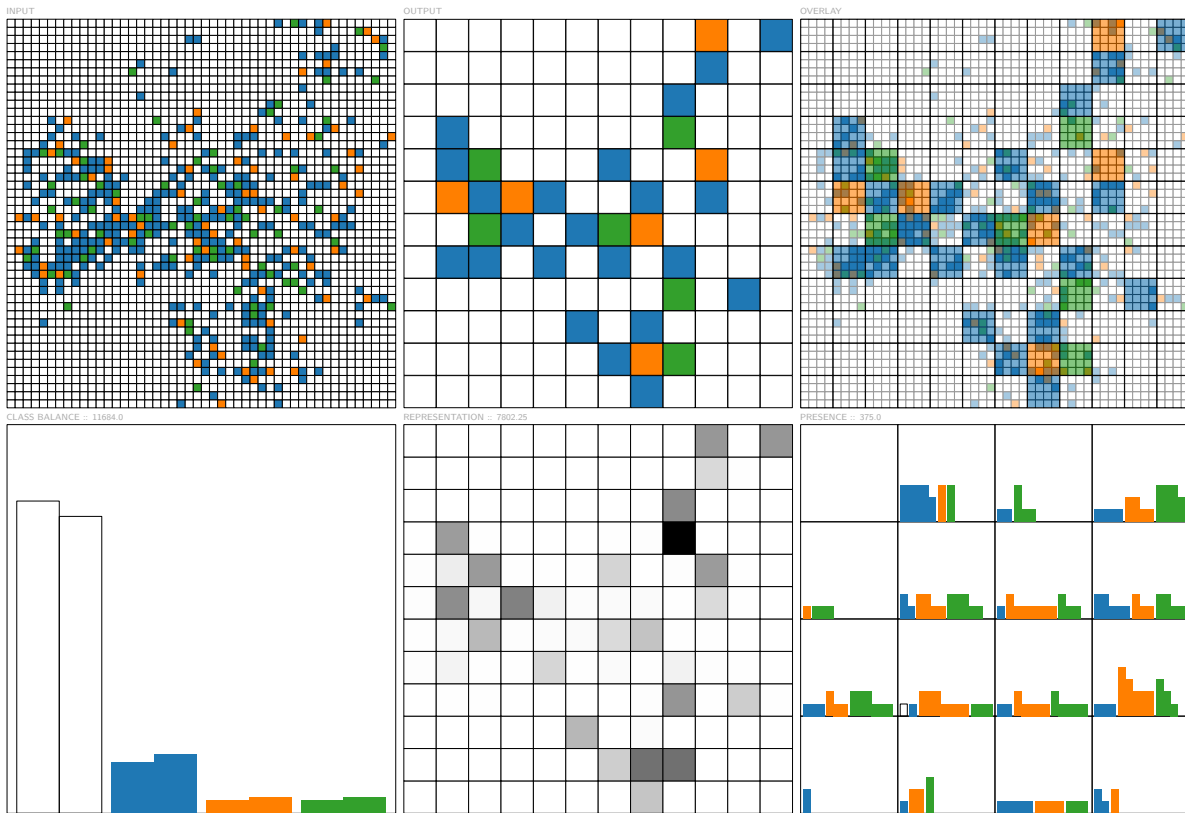 INPUT
OUTPUT
OVERLAY
CLASS BALANCE :: 11684.0
REPRESENTATION :: 7802.25
PRESENCE :: 375.0